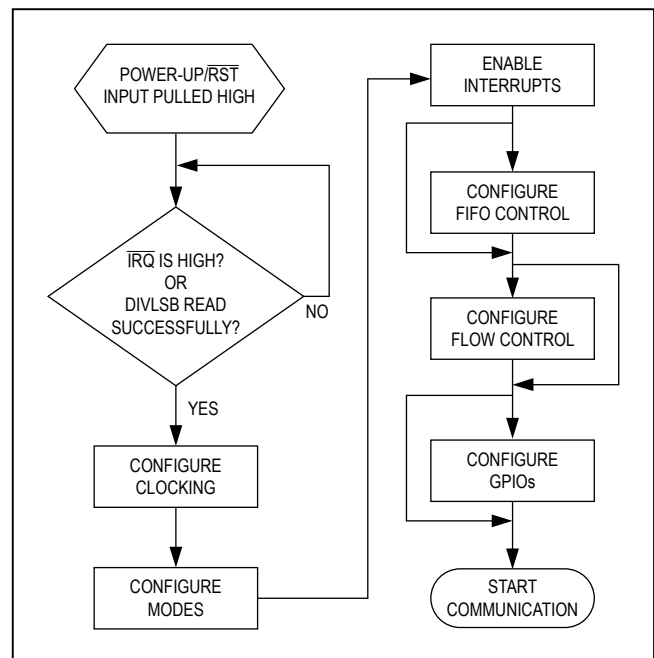 POWER-UP/RST
INPUT PULLED HIGH
IRQ IS HIGH?
OR
DIVLSB READ
SUCCESSFULLY?
NO
YES
CONFIGURE
CLOCKING
CONFIGURE
MODES
ENABLE
INTERRUPTS
CONFIGURE
FIFO CONTROL
CONFIGURE
FLOW CONTROL
CONFIGURE
GPIOs
START
COMMUNICATION